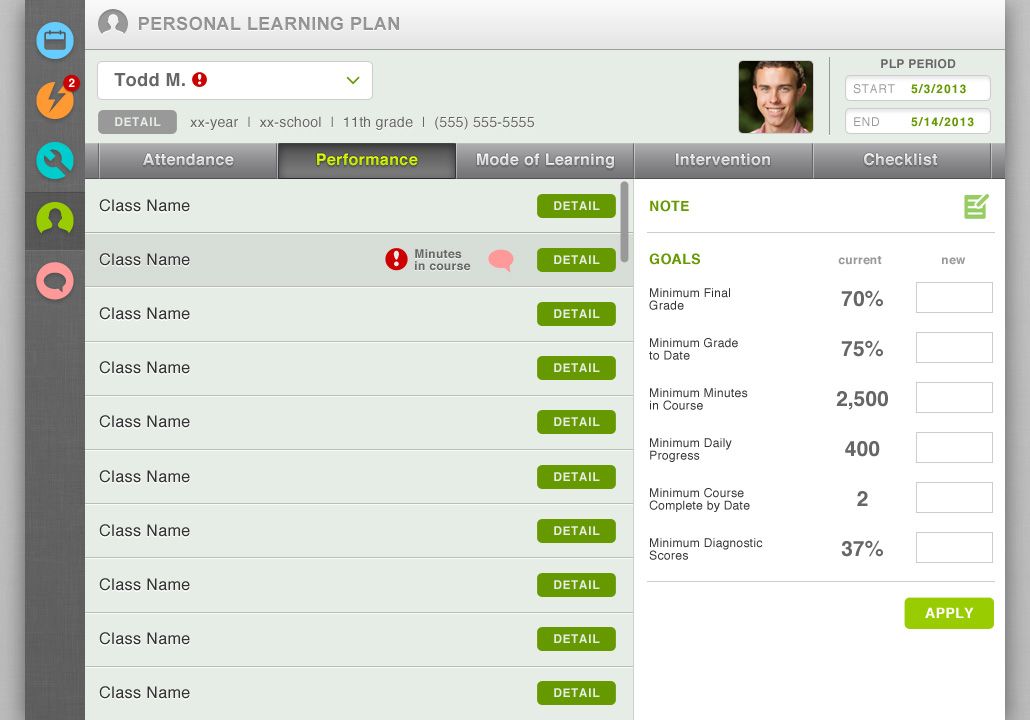 PERSONAL LEARNING PLAN
2
Todd M.
PLP PERIOD
START 5/3/2013
END 5/14/2013
DETAIL xx-year | xx-school | 11th grade | (555) 555-5555
Attendance Performance Mode of Learning Intervention Checklist
Class Name DETAIL
Class Name Minutes in course DETAIL
Class Name DETAIL
Class Name DETAIL
Class Name DETAIL
Class Name DETAIL
Class Name DETAIL
Class Name DETAIL
Class Name DETAIL
Class Name DETAIL
NOTE
GOALS current new
Minimum Final
Grade 70%
Minimum Grade
to Date 75%
Minimum Minutes
in Course 2,500
Minimum Daily
Progress 400
Minimum Course
Complete by Date 2
Minimum Diagnostic
Scores 37%
APPLY